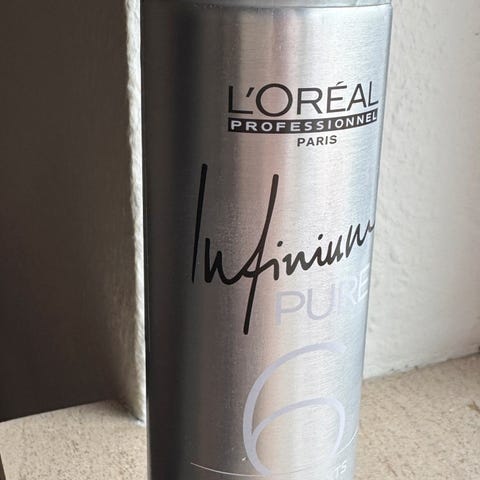 L'ORÉAL
PROFESSIONNEL
PARIS
Infinium
PURE
6